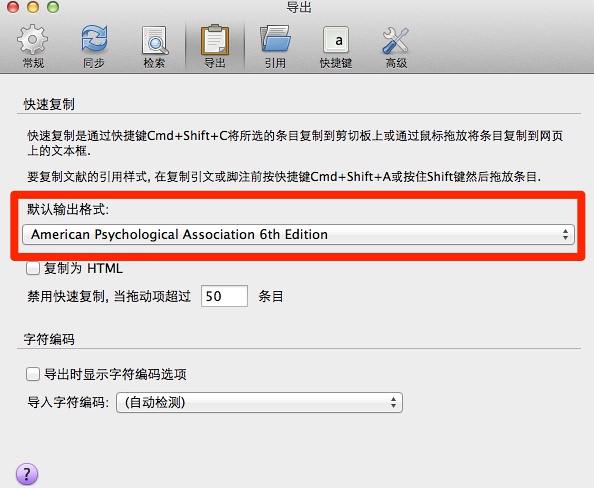 导出
常规 同步 检索 导出 引用 快捷键 高级
a
快速复制
快速复制是通过快捷键Cmd+Shift+C将所选的条目复制到剪切板上或通过鼠标拖放将条目复制到网页
上的文本框.
要复制文献的引用样式, 在复制引文或脚注前按快捷键Cmd+Shift+A或按住Shift键然后拖放条目.
默认输出格式:
American Psychological Association 6th Edition
复制为 HTML
禁用快速复制, 当拖动项超过 50 条目
字符编码
导出时显示字符编码选项
导入字符编码: (自动检测)
?